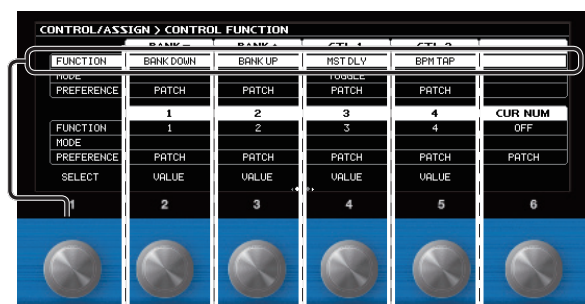 CONTROL/ASSIGN > CONTROL FUNCTION
BANK - BANK + CTL 1 CTL 2
FUNCTION BANK DOWN BANK UP MST DLY BPM TAP
MODE TOGGLE
PREFERENCE PATCH PATCH PATCH PATCH
1 2 3 4 CUR NUM
FUNCTION 1 2 3 4 OFF
MODE
PREFERENCE PATCH PATCH PATCH PATCH PATCH
SELECT VALUE VALUE VALUE VALUE
1 2 3 4 5 6